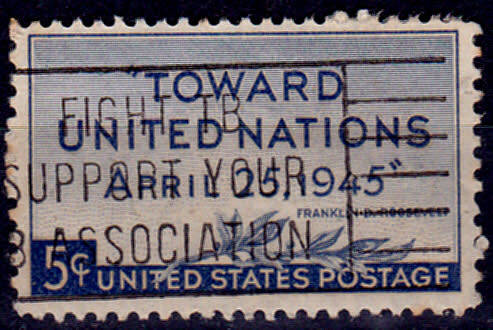 "TOWARD
FIGHT TB
UNITED NATIONS
SUPPORT YOUR
APRIL 25, 1945"
FRANKLIN D. ROOSEVELT
B ASSOCIATION
5¢ UNITED STATES POSTAGE